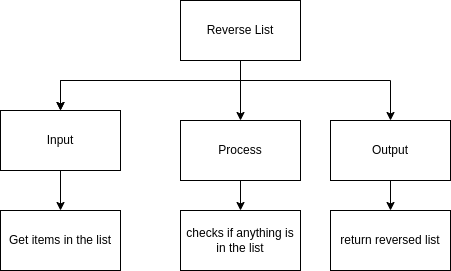 Reverse List
Input
Process
Output
Get items in the list
checks if anything is
in the list
return reversed list